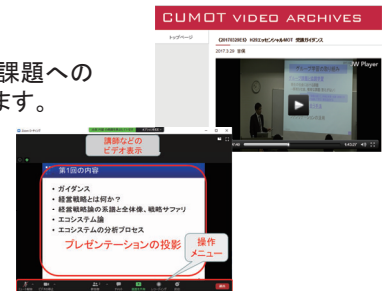 CUMOT VIDEO ARCHIVES
トップページ
2017.3.29 登録
JW Player
課題への
ます。
講師などの
ビデオ表示
第1回の内容
・ガイダンス
・経営戦略とは何か?
・経営戦略論の系譜と全体像、戦略サファリ
・エコシステム論
・エコシステムの分析プロセス
プレゼンテーションの投影
操作
メニュー